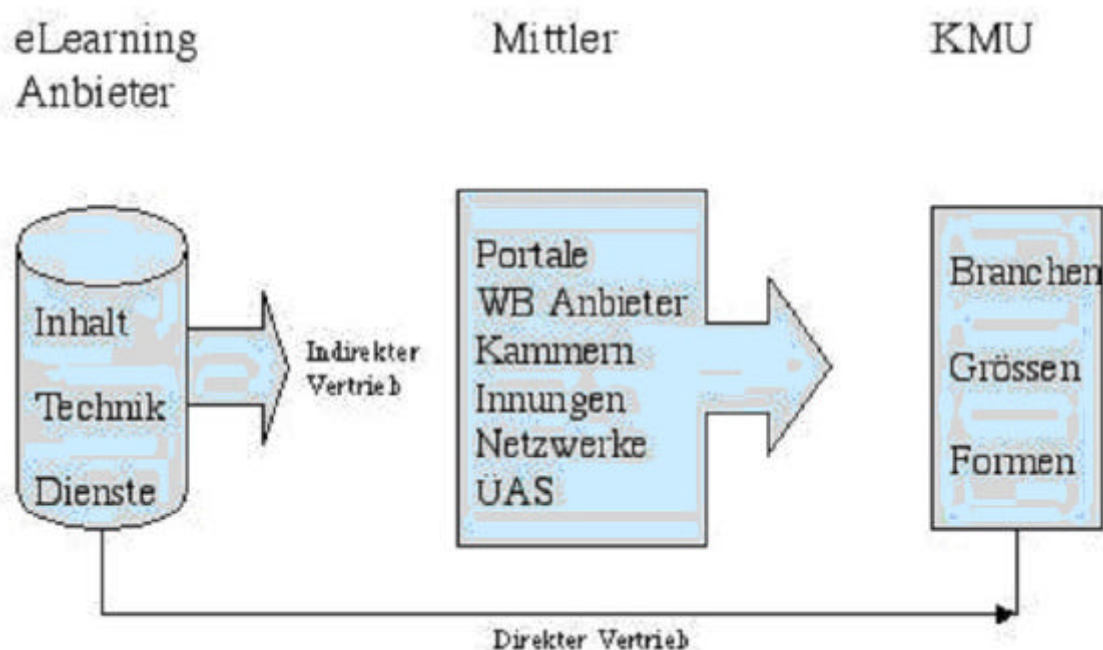 eLearning
Anbieter
Mittler
KMU
Inhalt
Technik
Dienste
Indirekter
Vertrieb
Portale
WB Anbieter
Kammern
Innungen
Netzwerke
ÜAS
Branchen
Grössen
Formen
Direkter Vertrieb